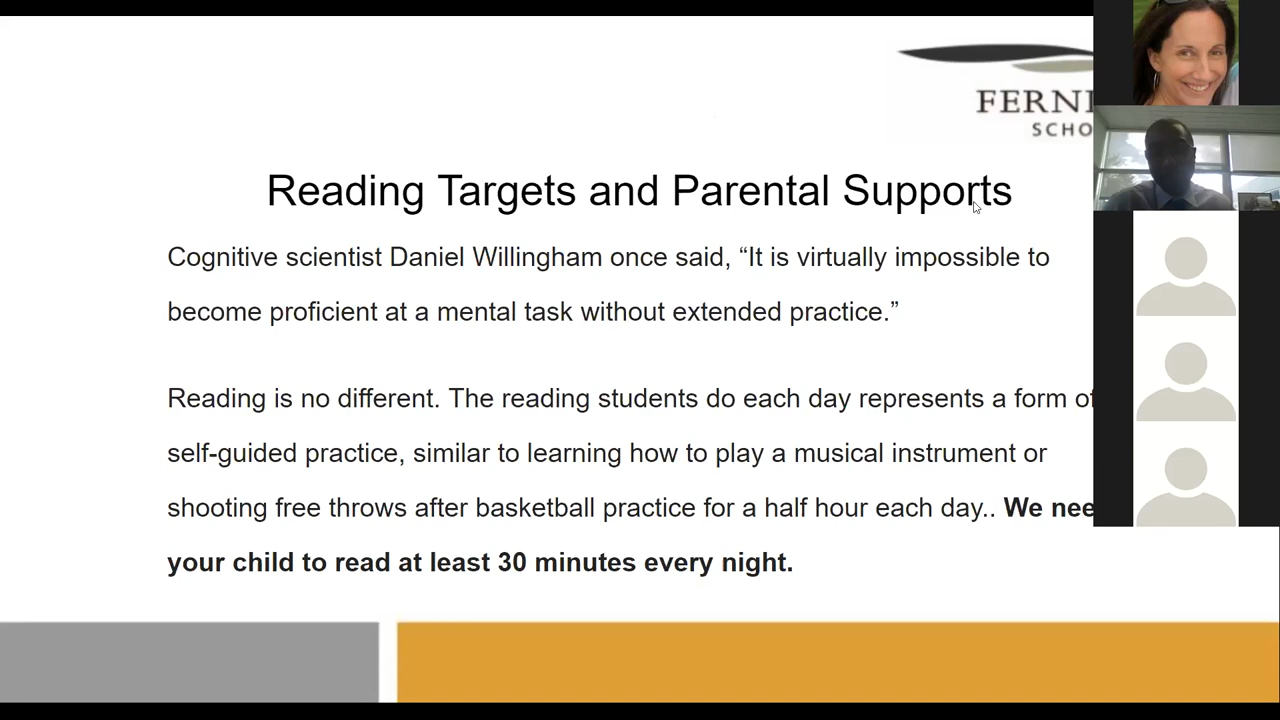 FERN
SCHO
Reading Targets and Parental Supports
Cognitive scientist Daniel Willingham once said, “It is virtually impossible to
become proficient at a mental task without extended practice.”
Reading is no different. The reading students do each day represents a form of
self-guided practice, similar to learning how to play a musical instrument or
shooting free throws after basketball practice for a half hour each day.. We nee
your child to read at least 30 minutes every night.